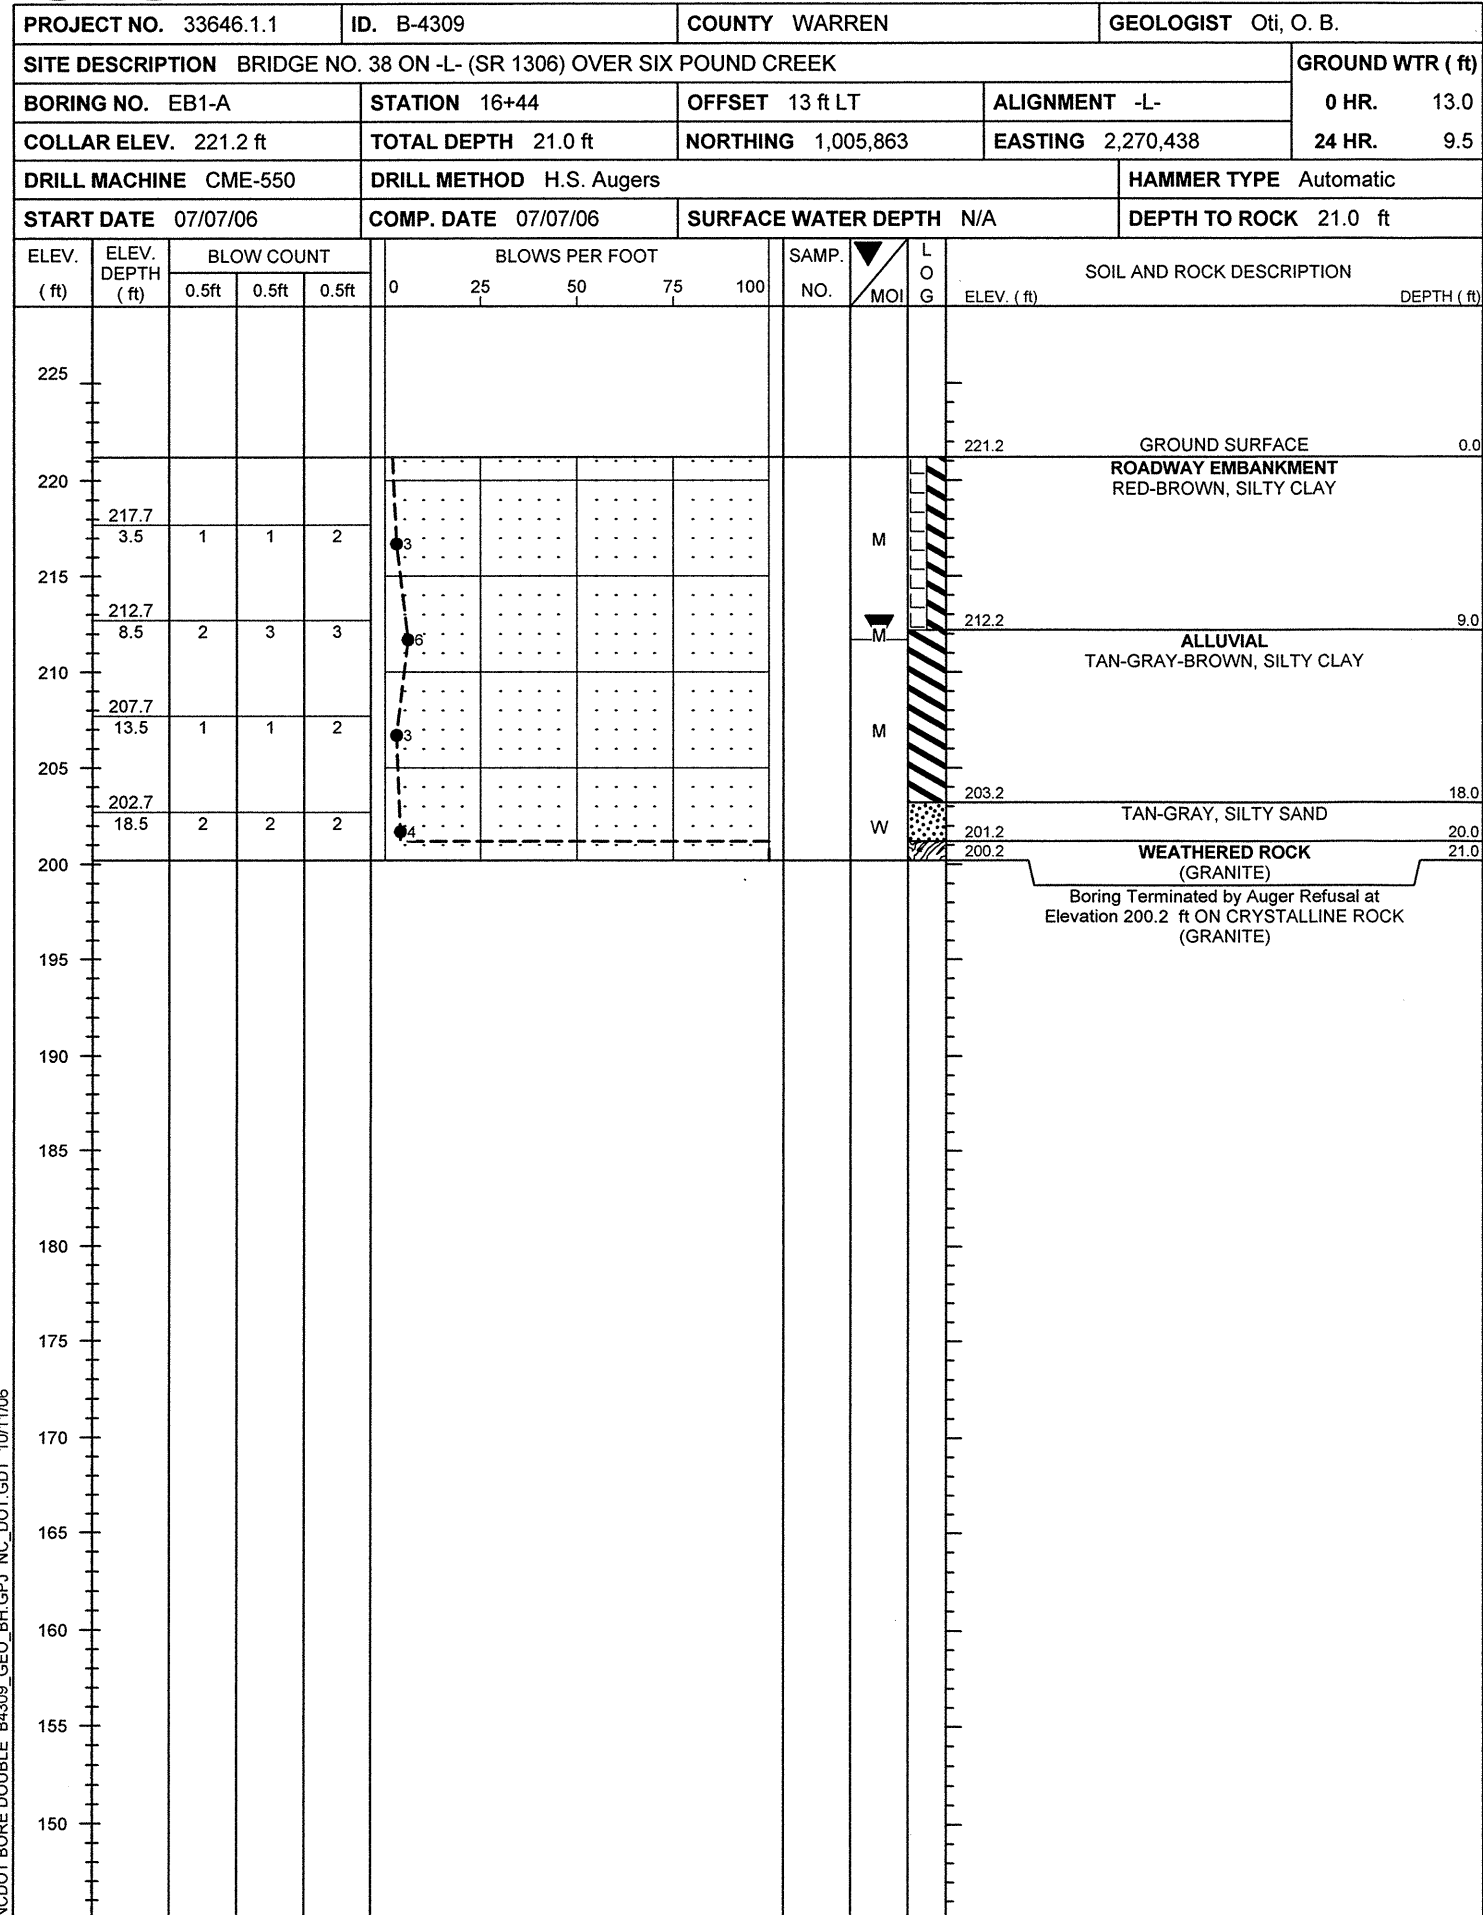 PROJECT NO. 33646.1.1 ID. B-4309 COUNTY WARREN GEOLOGIST Oti, O. B.
SITE DESCRIPTION BRIDGE NO. 38 ON -L- (SR 1306) OVER SIX POUND CREEK GROUND WTR ( ft)
BORING NO. EB1-A STATION 16+44 OFFSET 13 ft LT ALIGNMENT -L- 0 HR. 13.0
COLLAR ELEV. 221.2 ft TOTAL DEPTH 21.0 ft NORTHING 1,005,863 EASTING 2,270,438 24 HR. 9.5
DRILL MACHINE CME-550 DRILL METHOD H.S. Augers HAMMER TYPE Automatic
START DATE 07/07/06 COMP. DATE 07/07/06 SURFACE WATER DEPTH N/A DEPTH TO ROCK 21.0 ft
ELEV. ELEV. BLOW COUNT BLOWS PER FOOT SAMP. L
DEPTH O SOIL AND ROCK DESCRIPTION
( ft) ( ft) 0.5ft 0.5ft 0.5ft 0 25 50 75 100 NO. MOI G ELEV. ( ft) DEPTH ( ft)
225
221.2 GROUND SURFACE 0.0
ROADWAY EMBANKMENT
220 RED-BROWN, SILTY CLAY
217.7
3.5 1 1 2 3 M
215
212.7
212.2 9.0
8.5 2 3 3 6 M ALLUVIAL
TAN-GRAY-BROWN, SILTY CLAY
210
207.7
13.5 1 1 2 3 M
205
203.2 18.0
202.7
TAN-GRAY, SILTY SAND
18.5 2 2 2 4 W 201.2 20.0
200.2 WEATHERED ROCK 21.0
200 (GRANITE)
Boring Terminated by Auger Refusal at
Elevation 200.2 ft ON CRYSTALLINE ROCK
(GRANITE)
195
190
185
180
175
170
165
160
155
150
NCDOT BORE DOUBLE B4309_GEO_BH.GPJ NC_DOT.GDT 10/11/06